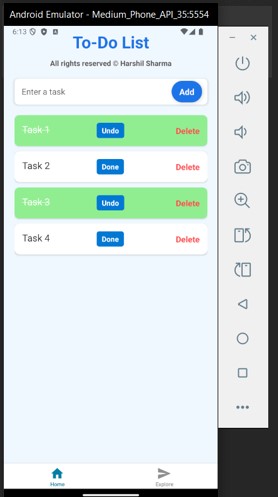 Android Emulator - Medium_Phone_API_35:5554
6:13
To-Do List
All rights reserved © Harshil Sharma
Enter a task Add
Task 1 Undo Delete
Task 2 Done Delete
Task 3 Undo Delete
Task 4 Done Delete
Home Explore